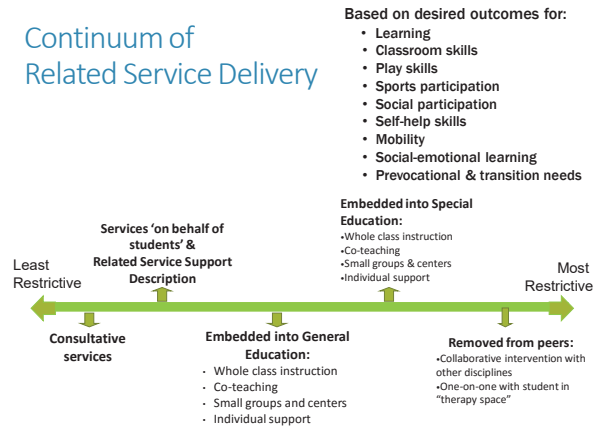 Continuum of
Related Service Delivery
Based on desired outcomes for:
• Learning
• Classroom skills
• Play skills
• Sports participation
• Social participation
• Self-help skills
• Mobility
• Social-emotional learning
• Prevocational & transition needs
Least
Restrictive
Most
Restrictive
Consultative
services
Services 'on behalf of
students' &
Related Service Support
Description
Embedded into General
Education:
• Whole class instruction
• Co-teaching
• Small groups and centers
• Individual support
Embedded into Special
Education:
•Whole class instruction
•Co-teaching
•Small groups & centers
•Individual support
Removed from peers:
•Collaborative intervention with
other disciplines
•One-on-one with student in
"therapy space"